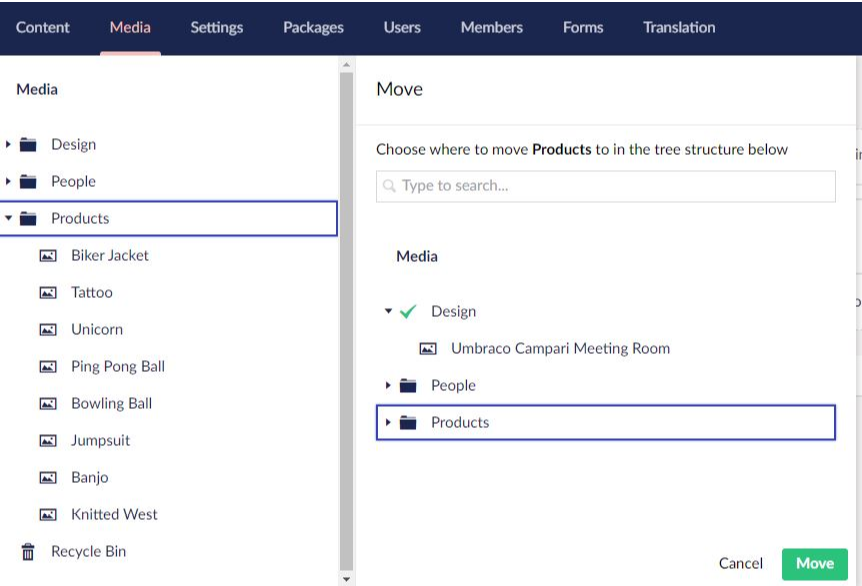 Content Media Settings Packages Users Members Forms Translation
Media
Design
People
Products
Biker Jacket
Tattoo
Unicorn
Ping Pong Ball
Bowling Ball
Jumpsuit
Banjo
Knitted West
Recycle Bin
Move
Choose where to move Products to in the tree structure below
Type to search...
Media
Design
Umbraco Campari Meeting Room
People
Products
Cancel Move